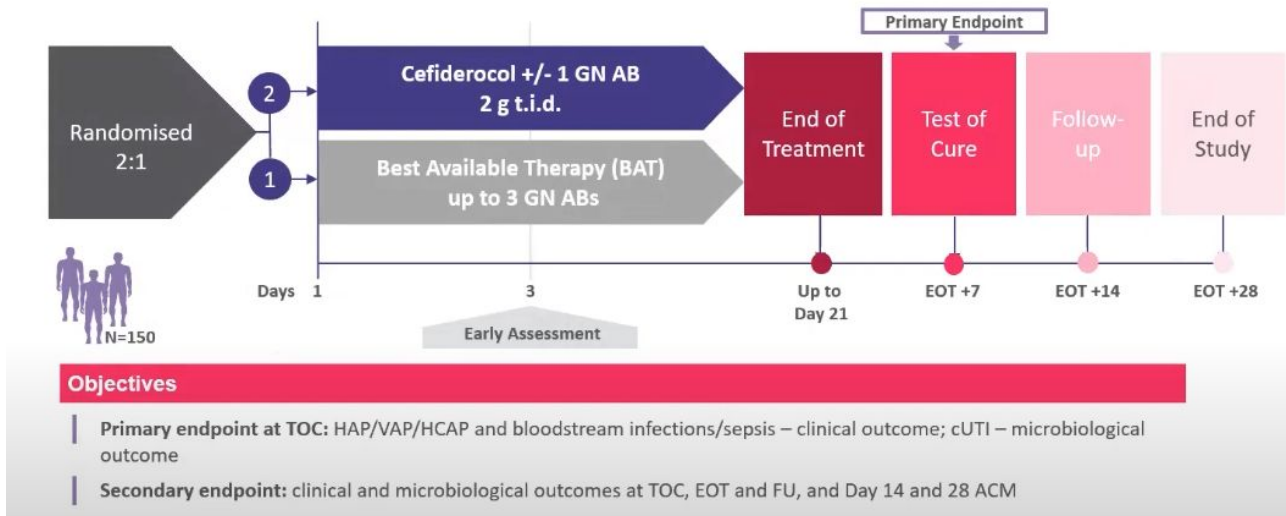 Primary Endpoint
Randomised
2:1
2
1
Cefiderocol +/- 1 GN AB
2 g t.i.d.
Best Available Therapy (BAT)
up to 3 GN ABs
End of
Treatment
Test of
Cure
Follow-
up
End of
Study
N=150
Days
1
3
Early Assessment
Up to
Day 21
EOT +7
EOT +14
EOT +28
Objectives
Primary endpoint at TOC: HAP/VAP/HCAP and bloodstream infections/sepsis – clinical outcome; cUTI – microbiological
outcome
Secondary endpoint: clinical and microbiological outcomes at TOC, EOT and FU, and Day 14 and 28 ACM